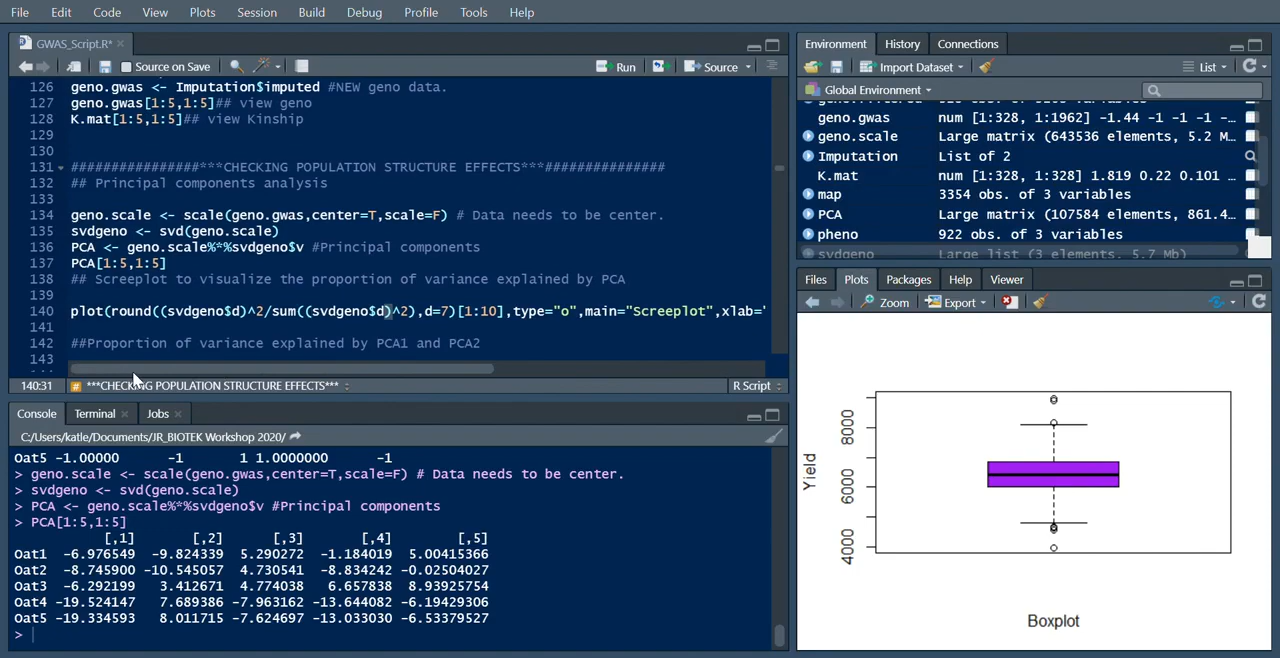 File Edit Code View Plots Session Build Debug Profile Tools Help
GWAS_Script.R*
Source on Save Run Source
126 geno.gwas <- Imputation$imputed #NEW geno data.
127 geno.gwas[1:5,1:5]## view geno
128 K.mat[1:5,1:5]## view Kinship
129
130
131 ################***CHECKING POPULATION STRUCTURE EFFECTS***###############
132 ## Principal components analysis
133
134 geno.scale <- scale(geno.gwas,center=T,scale=F) # Data needs to be center.
135 svdgeno <- svd(geno.scale)
136 PCA <- geno.scale%*%svdgeno$v #Principal components
137 PCA[1:5,1:5]
138 ## Screeplot to visualize the proportion of variance explained by PCA
139
140 plot(round((svdgeno$d)^2/sum((svdgeno$d)^2),d=7)[1:10],type="o",main="Screeplot",xlab='
141
142 ##Proportion of variance explained by PCA1 and PCA2
143
140:31 # ***CHECKING POPULATION STRUCTURE EFFECTS*** R Script
Console Terminal Jobs
C:/Users/katle/Documents/JR_BIOTEK Workshop 2020/
Oat5 -1.00000 -1 1 1.0000000 -1
> geno.scale <- scale(geno.gwas,center=T,scale=F) # Data needs to be center.
> svdgeno <- svd(geno.scale)
> PCA <- geno.scale%*%svdgeno$v #Principal components
> PCA[1:5,1:5]
[,1] [,2] [,3] [,4] [,5]
Oat1 -6.976549 -9.824339 5.290272 -1.184019 5.00415366
Oat2 -8.745900 -10.545057 4.730541 -8.834242 -0.02504027
Oat3 -6.292199 3.412671 4.774038 6.657838 8.93925754
Oat4 -19.524147 7.689386 -7.963162 -13.644082 -6.19429306
Oat5 -19.334593 8.011715 -7.624697 -13.033030 -6.53379527
>
Environment History Connections
Import Dataset List
Global Environment
geno.gwas num [1:328, 1:1962] -1.44 -1 -1 -1 -…
geno.scale Large matrix (643536 elements, 5.2 M…
Imputation List of 2
K.mat num [1:328, 1:328] 1.819 0.22 0.101 …
map 3354 obs. of 3 variables
PCA Large matrix (107584 elements, 861.4…
pheno 922 obs. of 3 variables
svdgeno Large list (3 elements, 5.7 Mb)
Files Plots Packages Help Viewer
Zoom Export
Yield
8000
6000
4000
Boxplot